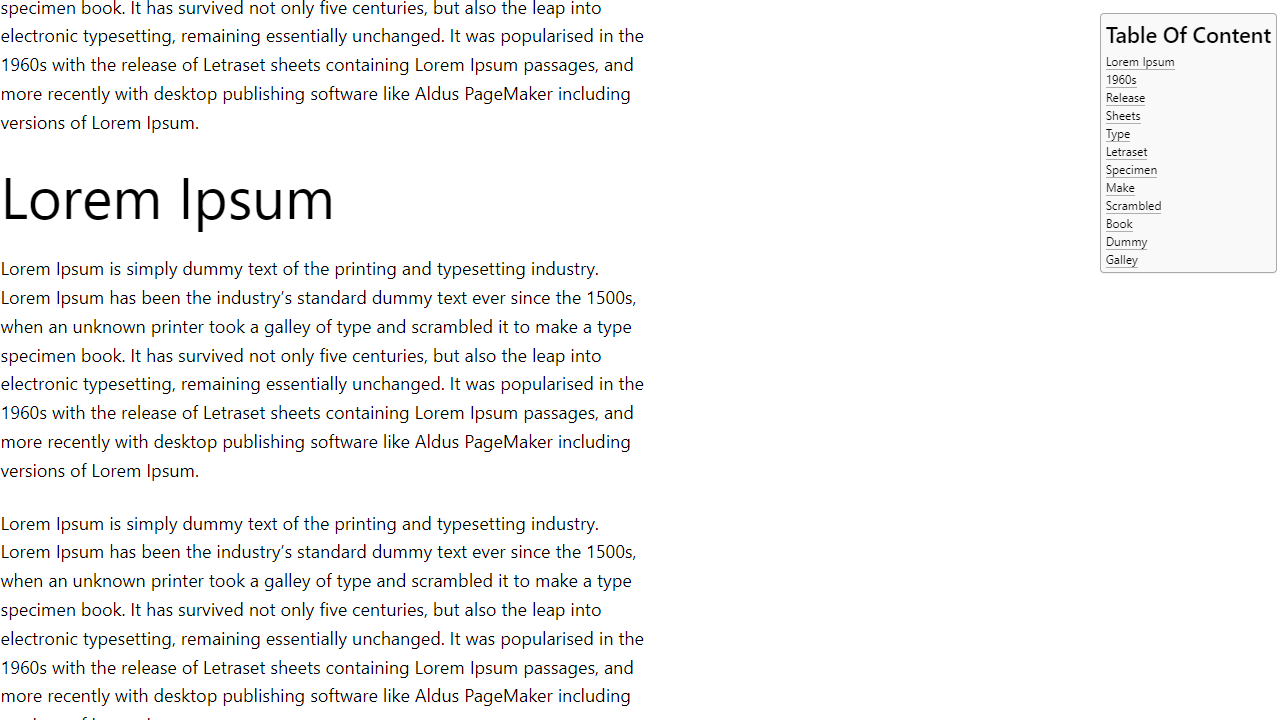 specimen book. It has survived not only five centuries, but also the leap into
electronic typesetting, remaining essentially unchanged. It was popularised in the
1960s with the release of Letraset sheets containing Lorem Ipsum passages, and
more recently with desktop publishing software like Aldus PageMaker including
versions of Lorem Ipsum.
Lorem Ipsum
Lorem Ipsum is simply dummy text of the printing and typesetting industry.
Lorem Ipsum has been the industry’s standard dummy text ever since the 1500s,
when an unknown printer took a galley of type and scrambled it to make a type
specimen book. It has survived not only five centuries, but also the leap into
electronic typesetting, remaining essentially unchanged. It was popularised in the
1960s with the release of Letraset sheets containing Lorem Ipsum passages, and
more recently with desktop publishing software like Aldus PageMaker including
versions of Lorem Ipsum.
Lorem Ipsum is simply dummy text of the printing and typesetting industry.
Lorem Ipsum has been the industry’s standard dummy text ever since the 1500s,
when an unknown printer took a galley of type and scrambled it to make a type
specimen book. It has survived not only five centuries, but also the leap into
electronic typesetting, remaining essentially unchanged. It was popularised in the
1960s with the release of Letraset sheets containing Lorem Ipsum passages, and
more recently with desktop publishing software like Aldus PageMaker including
Table Of Content
Lorem Ipsum
1960s
Release
Sheets
Type
Letraset
Specimen
Make
Scrambled
Book
Dummy
Galley